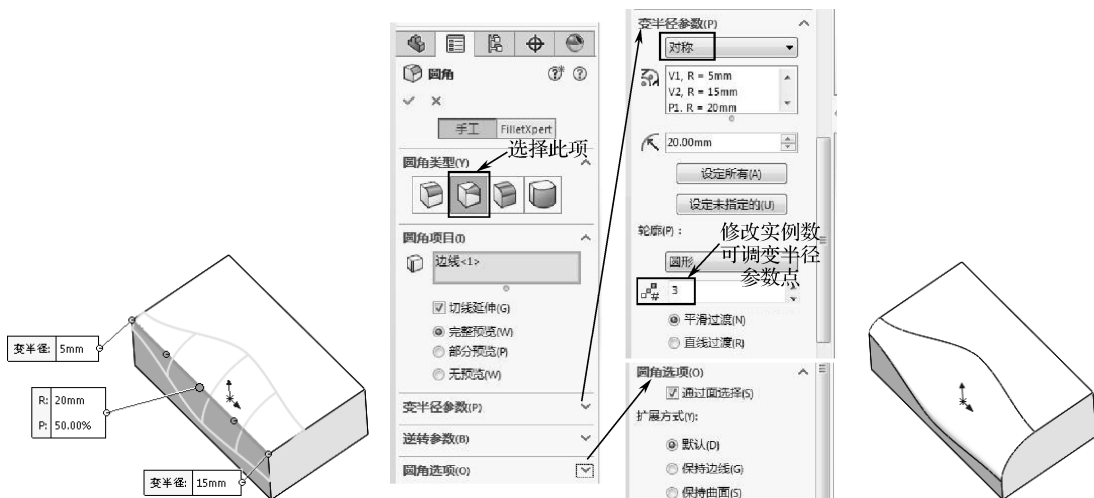 变半径: 5mm
R: 20mm
P: 50.00%
变半径: 15mm
圆角
手工 FilletXpert
选择此项
圆角类型(Y)
圆角项目(I)
边线<1>
切线延伸(G)
完整预览(W)
部分预览(P)
无预览(W)
变半径参数(P)
逆转参数(B)
圆角选项(O)
变半径参数(P)
对称
V1, R = 5mm
V2, R = 15mm
P1, R = 20mm
20.00mm
设定所有(A)
设定未指定的(U)
轮廓(P)：
修改实例数
可调变半径
参数点
圆形
3
平滑过渡(N)
直线过渡(R)
圆角选项(O)
通过面选择(S)
扩展方式(Y):
默认(D)
保持边线(G)
保持曲面(S)